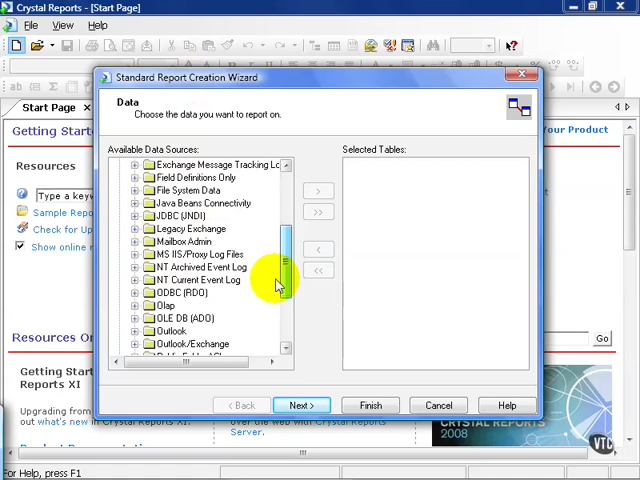 Crystal Reports - [Start Page]
File View Help
Start Page
Getting Start
Your Product
Resources
Type a keyw
Sample Repo
Check for Up
Show online r
Resources On
Go
Getting Start
Reports XI
Upgrading from
out what's new in Crystal Reports XI.
over the web with Crystal Reports
Server.
CRYSTAL REPORTS
2008
VTC
For Help, press F1
Standard Report Creation Wizard
Data
Choose the data you want to report on.
Available Data Sources:
Selected Tables:
Exchange Message Tracking Lo
Field Definitions Only
File System Data
Java Beans Connectivity
JDBC (JNDI)
Legacy Exchange
Mailbox Admin
MS IIS/Proxy Log Files
NT Archived Event Log
NT Current Event Log
ODBC (RDO)
Olap
OLE DB (ADO)
Outlook
Outlook/Exchange
>
>>
<
<<
< Back Next > Finish Cancel Help